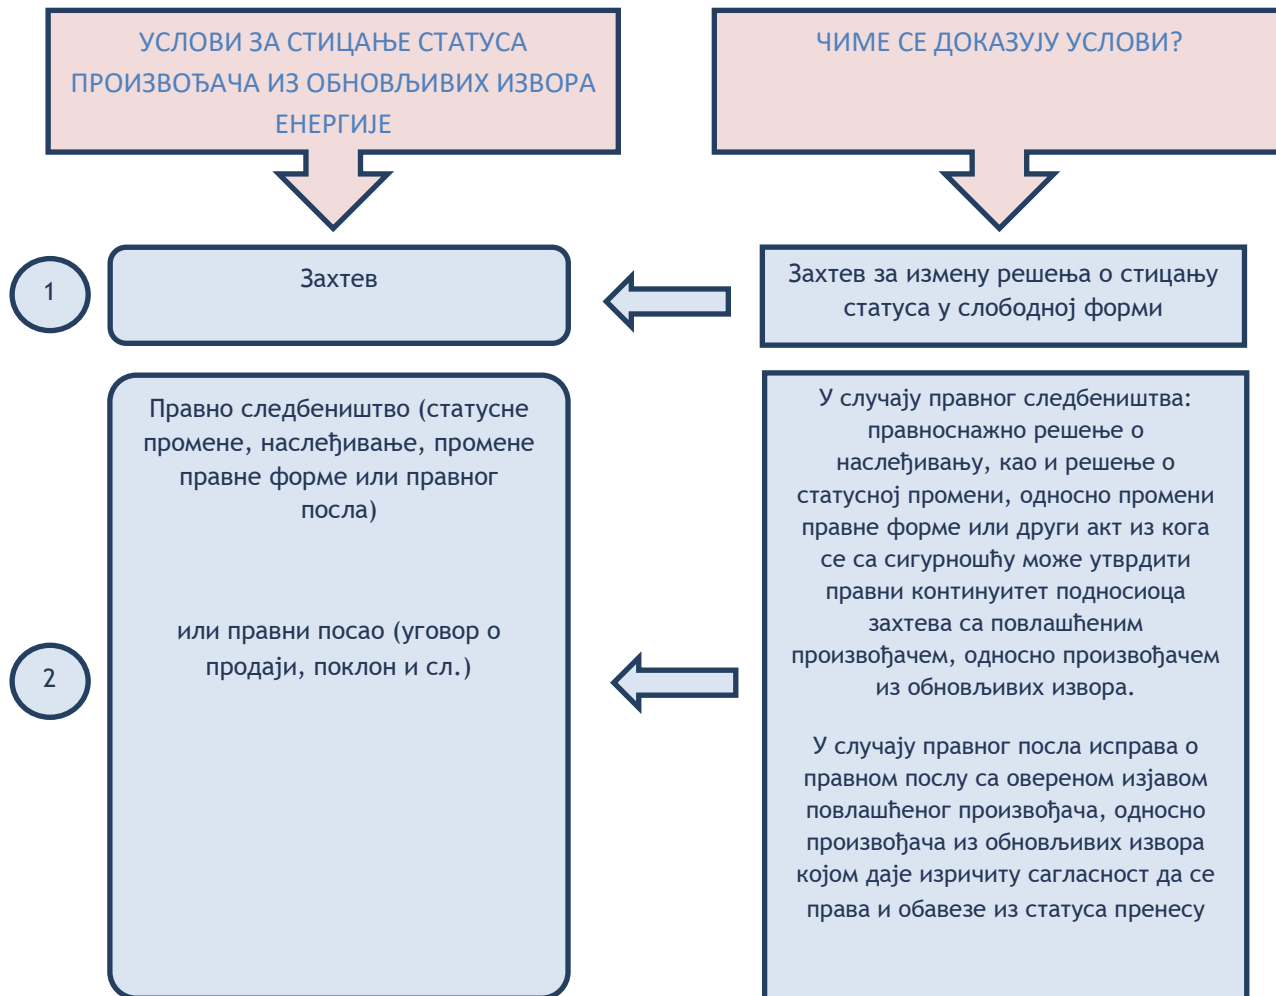 УСЛОВИ ЗА СТИЦАЊЕ СТАТУСА
ПРОИЗВОЂАЧА ИЗ ОБНОВЉИВИХ ИЗВОРА
ЕНЕРГИЈЕ
ЧИМЕ СЕ ДОКАЗУЈУ УСЛОВИ?
1
Захтев
Захтев за измену решења о стицању
статуса у слободној форми
2
Правно следбеништво (статусне
промене, наслеђивање, промене
правне форме или правног
посла)
или правни посао (уговор о
продаји, поклон и сл.)
У случају правног следбеништва:
правноснажно решење о
наслеђивању, као и решење о
статусној промени, односно промени
правне форме или други акт из кога
се са сигурношћу може утврдити
правни континуитет подносиоца
захтева са повлашћеним
произвођачем, односно произвођачем
из обновљивих извора.
У случају правног посла исправа о
правном послу са овереном изјавом
повлашћеног произвођача, односно
произвођача из обновљивих извора
којом даје изричиту сагласност да се
права и обавезе из статуса пренесу